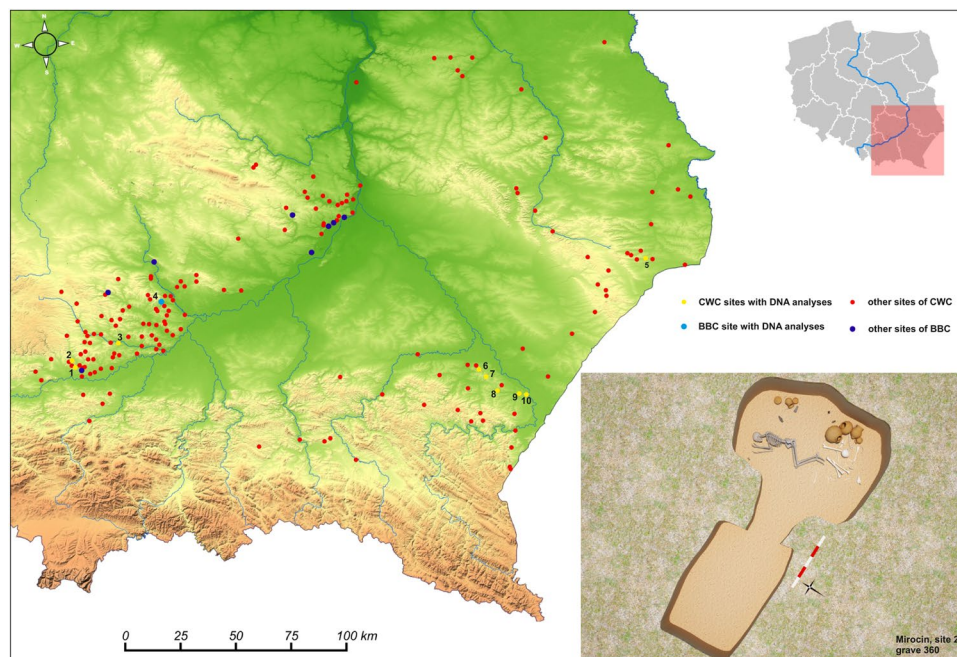 N
W
E
S
CWC sites with DNA analyses
other sites of CWC
BBC site with DNA analyses
other sites of BBC
5
4
3
2
1
6
7
8
9
10
0 25 50 75 100 km
Mirocin, site 2
grave 360